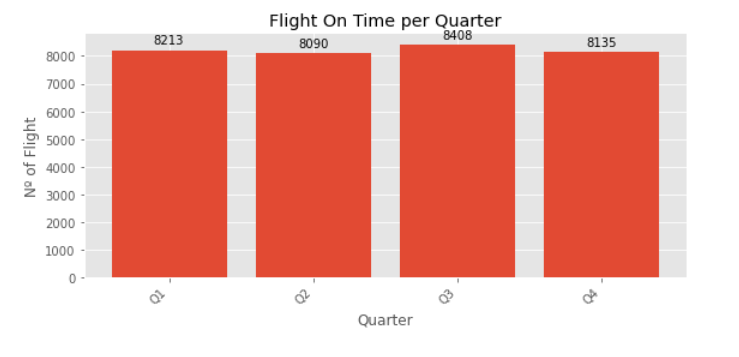 Flight On Time per Quarter
8213
8090
8408
8135
8000
7000
6000
5000
4000
3000
2000
1000
0
Nº of Flight
Q1
Q2
Q3
Q4
Quarter